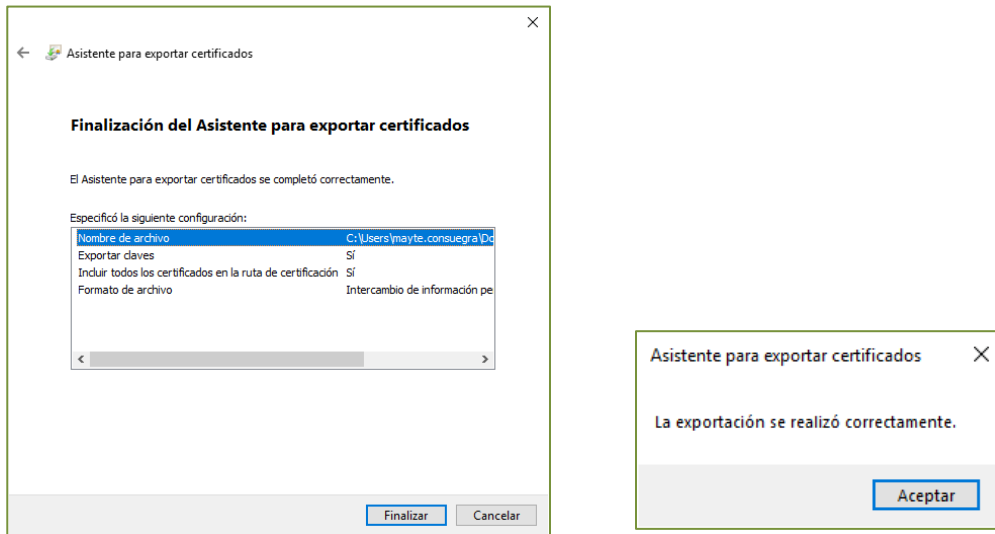 Asistente para exportar certificados
Finalización del Asistente para exportar certificados
El Asistente para exportar certificados se completó correctamente.
Especificó la siguiente configuración:
Nombre de archivo C:\Users\mayte.consuegra\Do
Exportar claves Sí
Incluir todos los certificados en la ruta de certificación Sí
Formato de archivo Intercambio de información pe
Finalizar Cancelar
Asistente para exportar certificados
La exportación se realizó correctamente.
Aceptar